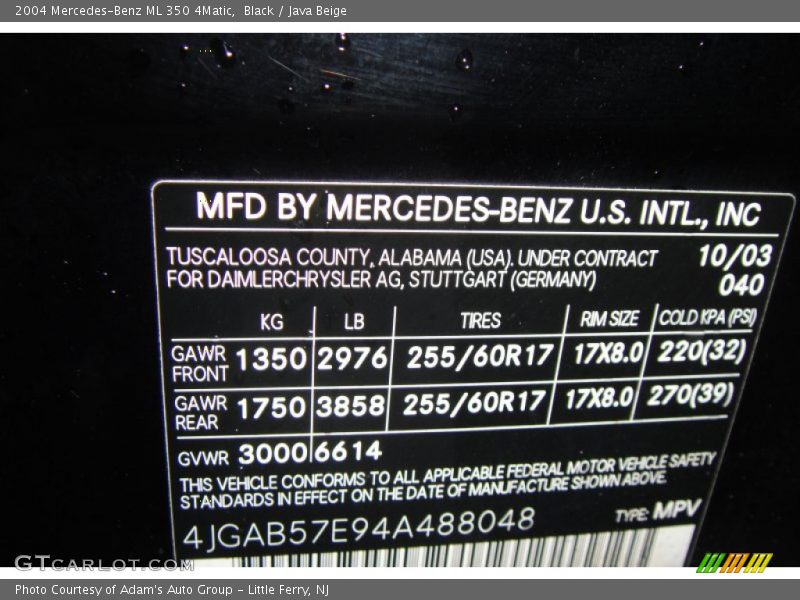 2004 Mercedes-Benz ML 350 4Matic, Black / Java Beige
MFD BY MERCEDES-BENZ U.S. INTL., INC
TUSCALOOSA COUNTY, ALABAMA (USA). UNDER CONTRACT 10/03
FOR DAIMLERCHRYSLER AG, STUTTGART (GERMANY) 040
KG LB TIRES RIM SIZE COLD KPA (PSI)
GAWR FRONT 1350 2976 255/60R17 17X8.0 220(32)
GAWR REAR 1750 3858 255/60R17 17X8.0 270(39)
GVWR 3000 6614
THIS VEHICLE CONFORMS TO ALL APPLICABLE FEDERAL MOTOR VEHICLE SAFETY
STANDARDS IN EFFECT ON THE DATE OF MANUFACTURE SHOWN ABOVE.
4JGAB57E94A488048 TYPE: MPV
GTCARLOT.COM
Photo Courtesy of Adam's Auto Group - Little Ferry, NJ